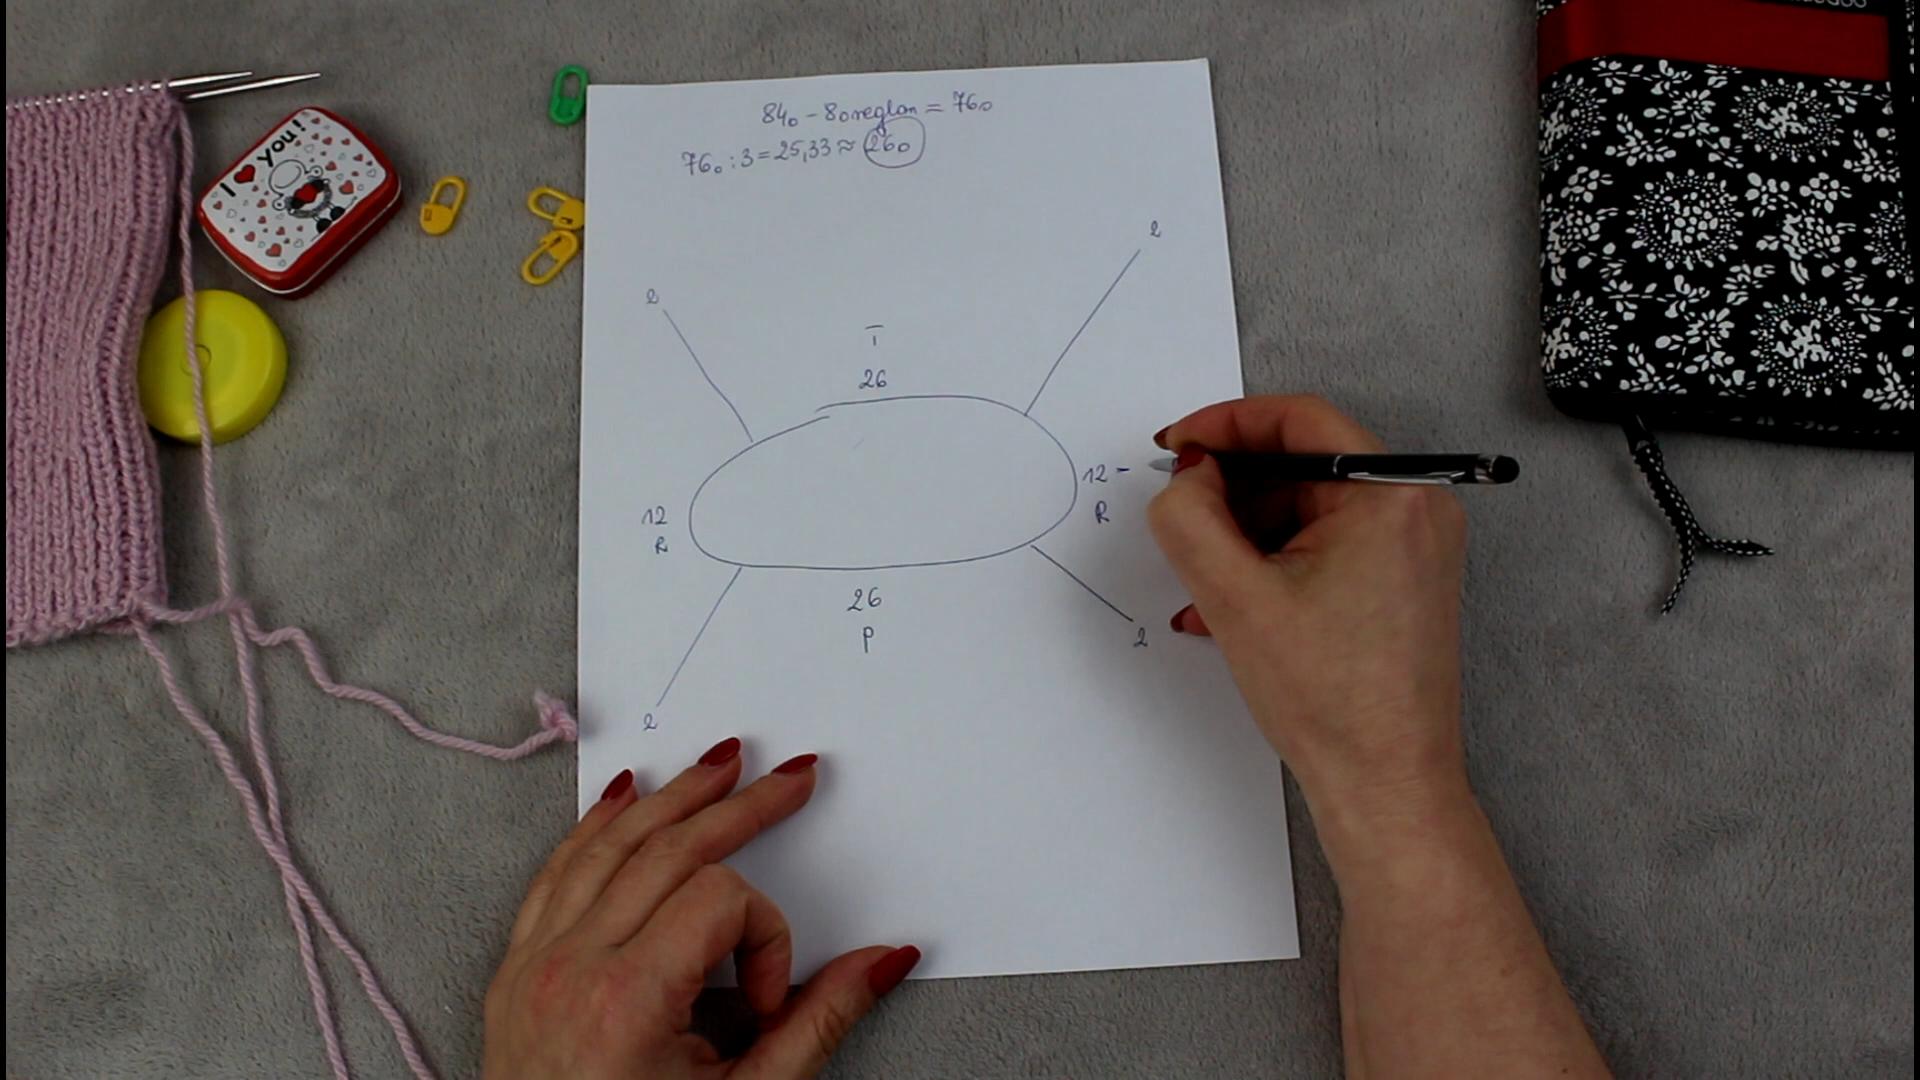 84o - 8o reglan = 76o
76o : 3 = 25,33 ≈ 26o
2
2
T
26
12 -
R
12
R
26
P
2
2
I ♥ You!